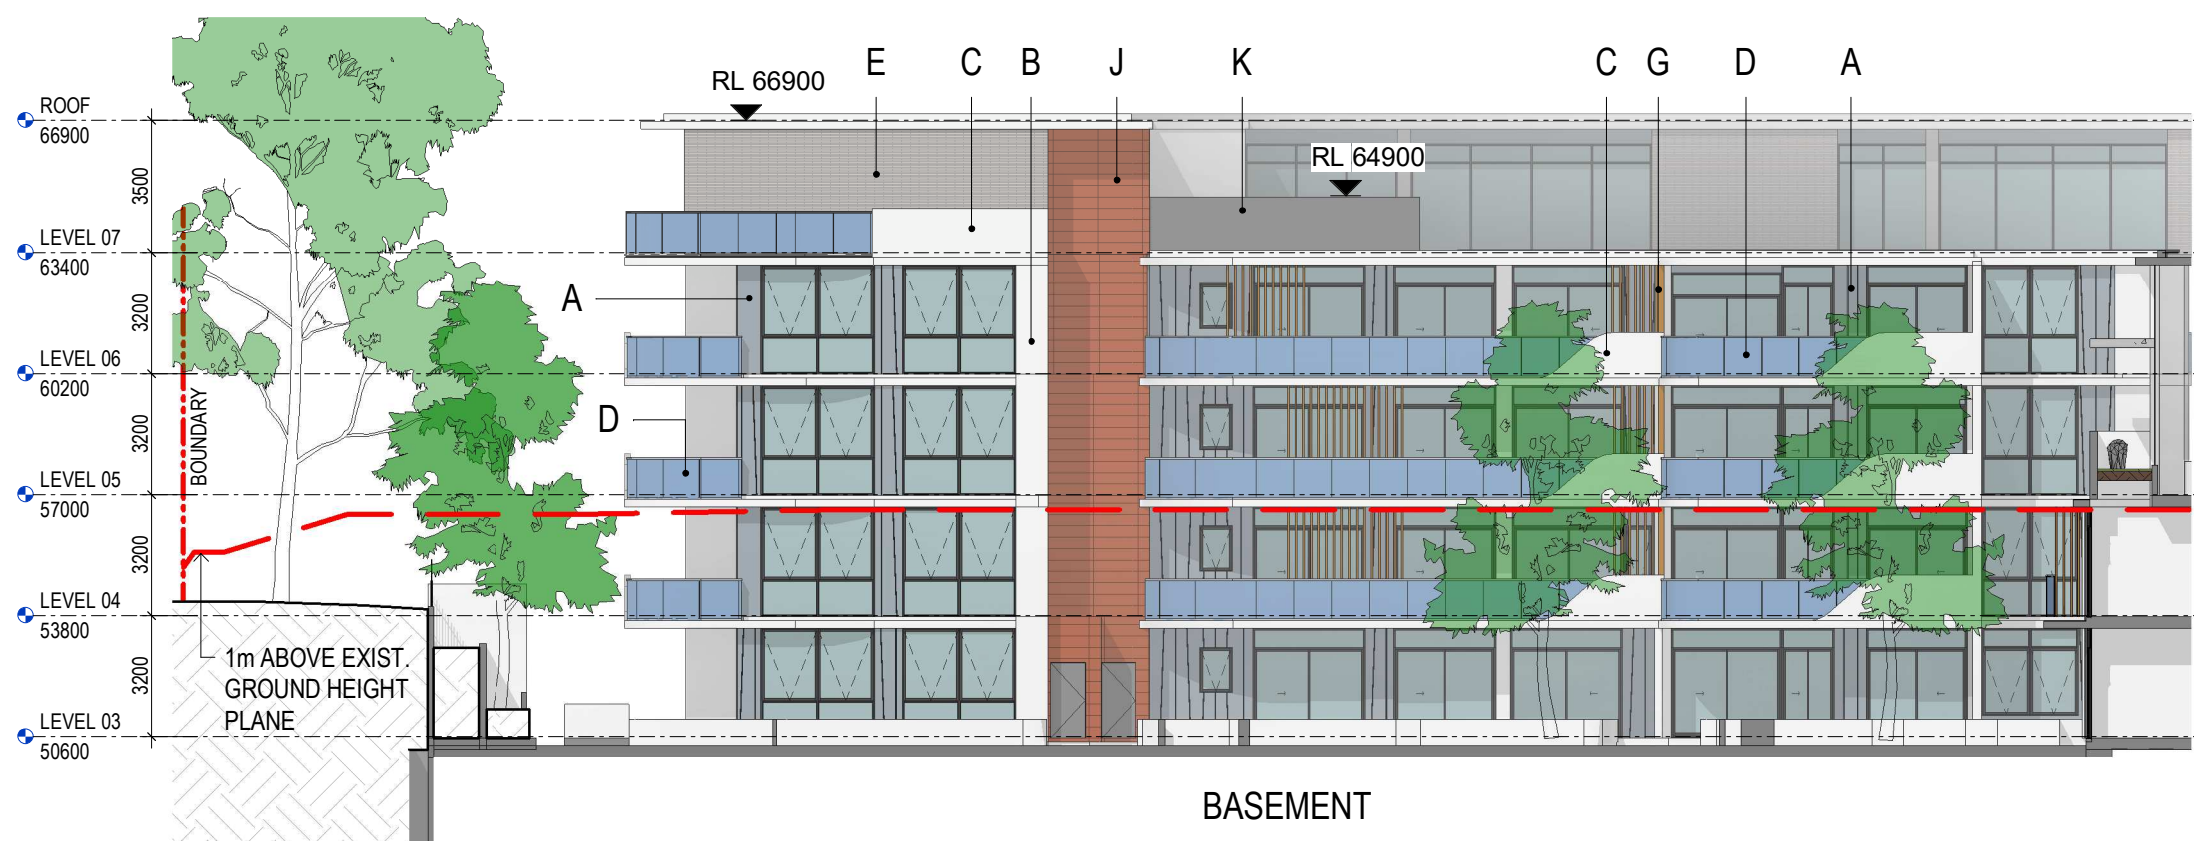 E C B J K C G D A
RL 66900
ROOF
66900
RL 64900
3500
LEVEL 07
63400
A
3200
LEVEL 06
60200
BOUNDARY
D
3200
LEVEL 05
57000
3200
LEVEL 04
53800
1m ABOVE EXIST.
GROUND HEIGHT
PLANE
3200
LEVEL 03
50600
BASEMENT